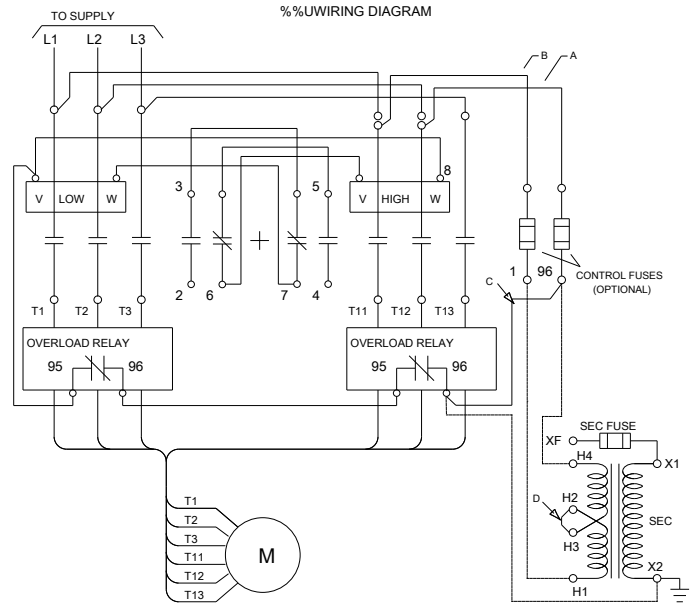 %%UWIRING DIAGRAM
TO SUPPLY
L1 L2 L3
B A
8
V LOW W
3 5
V HIGH W
1 96
CONTROL FUSES
(OPTIONAL)
C
2 6 7 4
T1 T2 T3
T11 T12 T13
OVERLOAD RELAY
95 96
OVERLOAD RELAY
95 96
SEC FUSE
XF
H4 X1
H2
D
SEC
H3
X2
H1
T1
T2
T3
T11
T12
T13
M